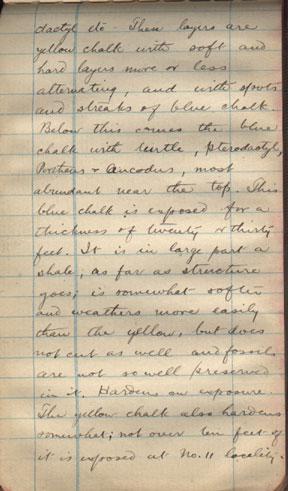 dactyl etc - These layers are
yellow chalk with soft and
hard layers more or less
alternating, and with spots
and streaks of blue chalk.
Below this comes the blue
chalk with turtle, pterodactyl,
Portheus & Ancodus, most
abundant near the top. This
blue chalk is exposed for a
thickness of twenty or thirty
feet. It is in large part a
shale, as far as structure
goes; is somewhat softer
and weathers more easily
than the yellow, but does
not cut as well and fossils
are not so well preserved
in it. Hardens on exposure.
The yellow chalk also hardens
somewhat; not over ten feet of
it is exposed at No. 11 locality.